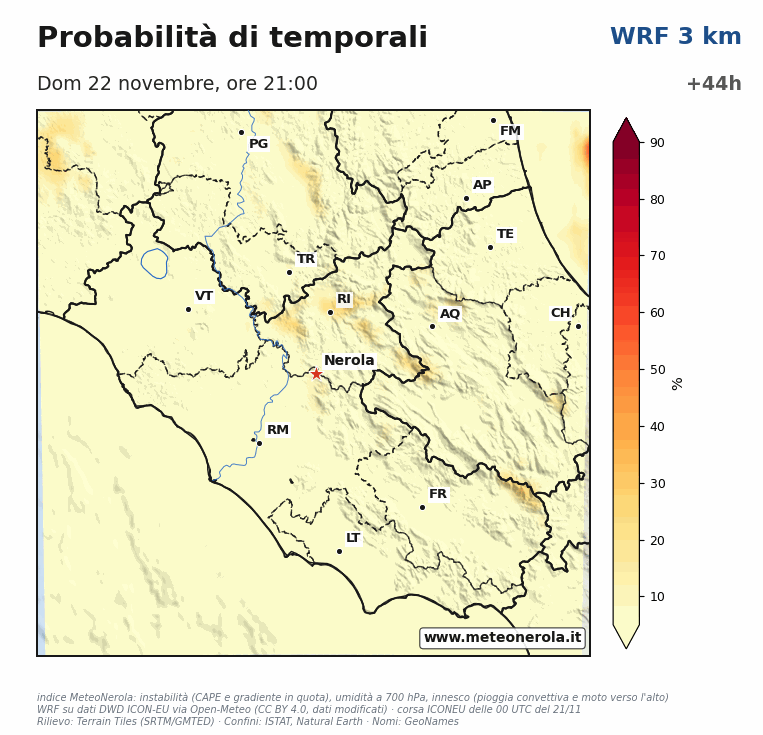 Probabilità di temporali
WRF 3 km
Dom 22 novembre, ore 21:00
+44h
FM
PG
AP
TE
TR
VT
RI
AQ
CH
Nerola
RM
FR
LT
90
80
70
60
50
40
30
20
10
%
www.meteonerola.it
indice MeteoNerola: instabilità (CAPE e gradiente in quota), umidità a 700 hPa, innesco (pioggia convettiva e moto verso l'alto)
WRF su dati DWD ICON-EU via Open-Meteo (CC BY 4.0, dati modificati) · corsa ICONEU delle 00 UTC del 21/11
Rilievo: Terrain Tiles (SRTM/GMTED) · Confini: ISTAT, Natural Earth · Nomi: GeoNames